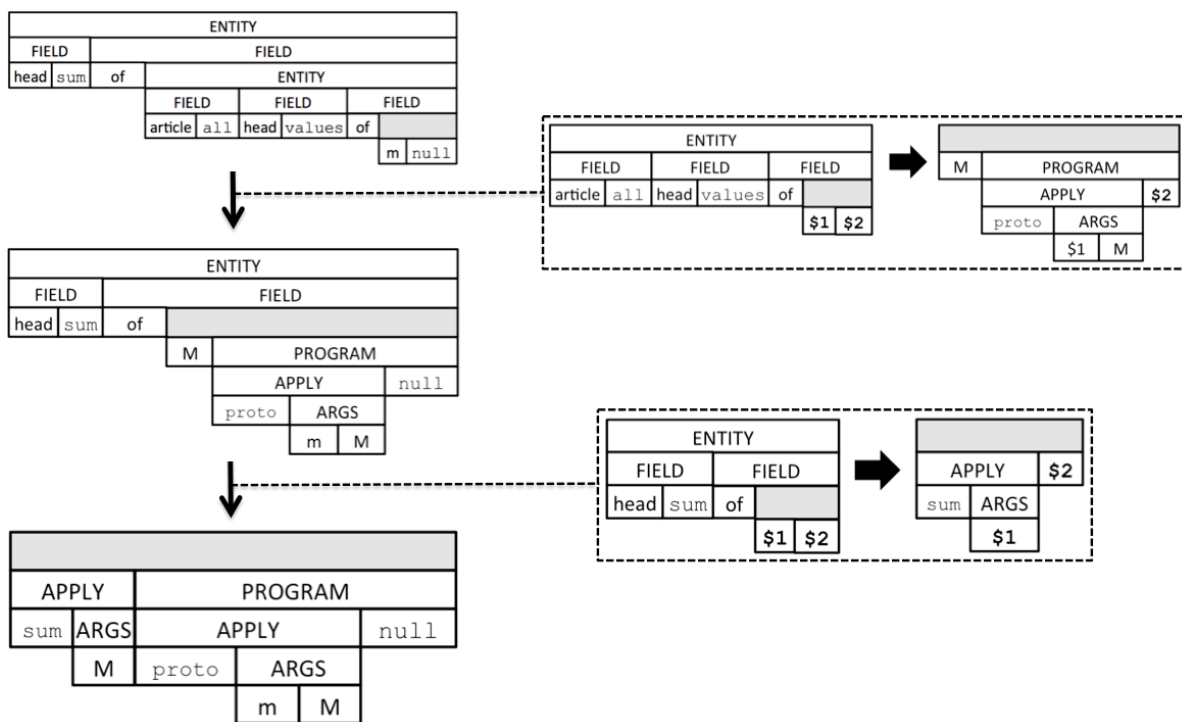 ENTITY
FIELD FIELD
head sum of ENTITY
FIELD FIELD FIELD
article all head values of
m null
ENTITY
FIELD FIELD FIELD
article all head values of
$1 $2
M PROGRAM
APPLY $2
proto ARGS
$1 M
ENTITY
FIELD FIELD
head sum of
M PROGRAM
APPLY null
proto ARGS
m M
ENTITY
FIELD FIELD
head sum of
$1 $2
APPLY $2
sum ARGS
$1
APPLY PROGRAM
sum ARGS APPLY null
M proto ARGS
m M